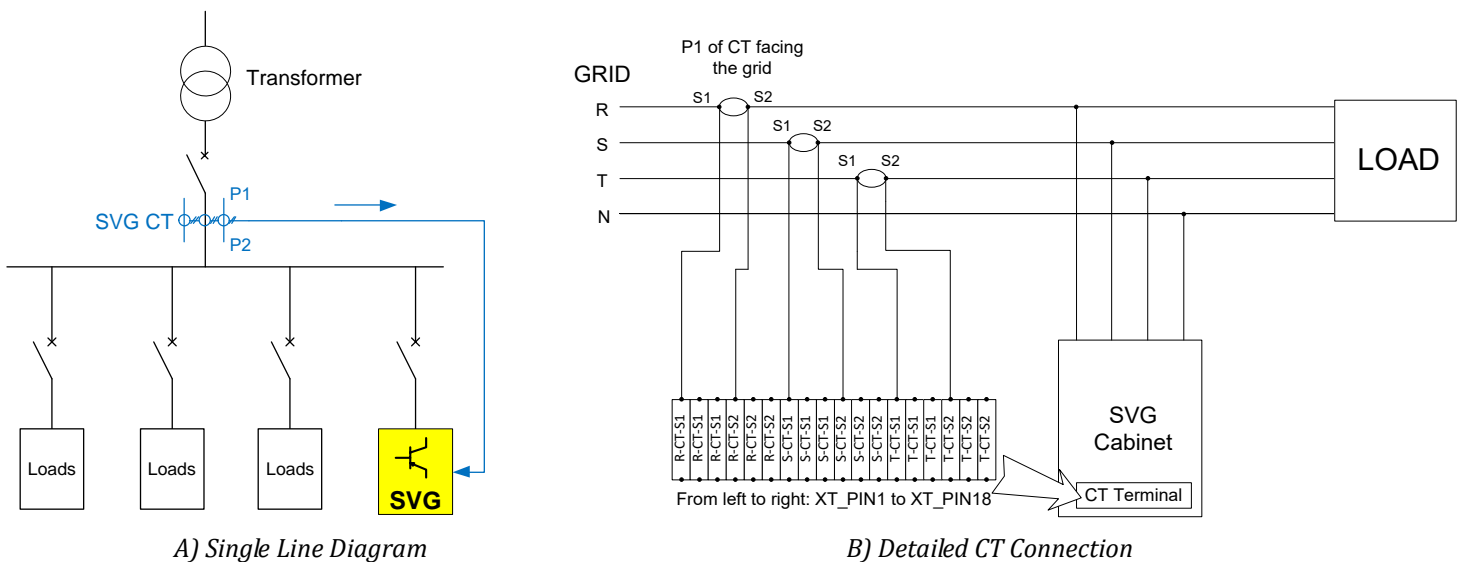 Transformer
P1
SVG CT
P2
Loads
Loads
Loads
SVG
A) Single Line Diagram
P1 of CT facing
the grid
GRID
R
S1
S2
S
S1
S2
T
S1
S2
N
LOAD
R-CT-S1
R-CT-S1
R-CT-S1
R-CT-S2
R-CT-S2
R-CT-S2
S-CT-S1
S-CT-S1
S-CT-S1
S-CT-S2
S-CT-S2
S-CT-S2
T-CT-S1
T-CT-S1
T-CT-S1
T-CT-S2
T-CT-S2
T-CT-S2
From left to right: XT_PIN1 to XT_PIN18
SVG
Cabinet
CT Terminal
B) Detailed CT Connection